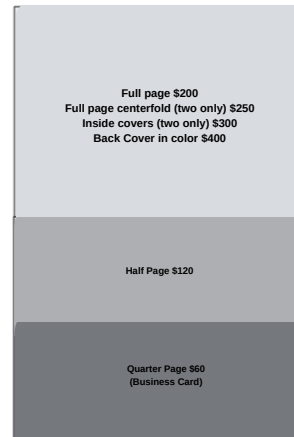 Full page $200
Full page centerfold (two only) $250
Inside covers (two only) $300
Back Cover in color $400
Half Page $120
Quarter Page $60
(Business Card)